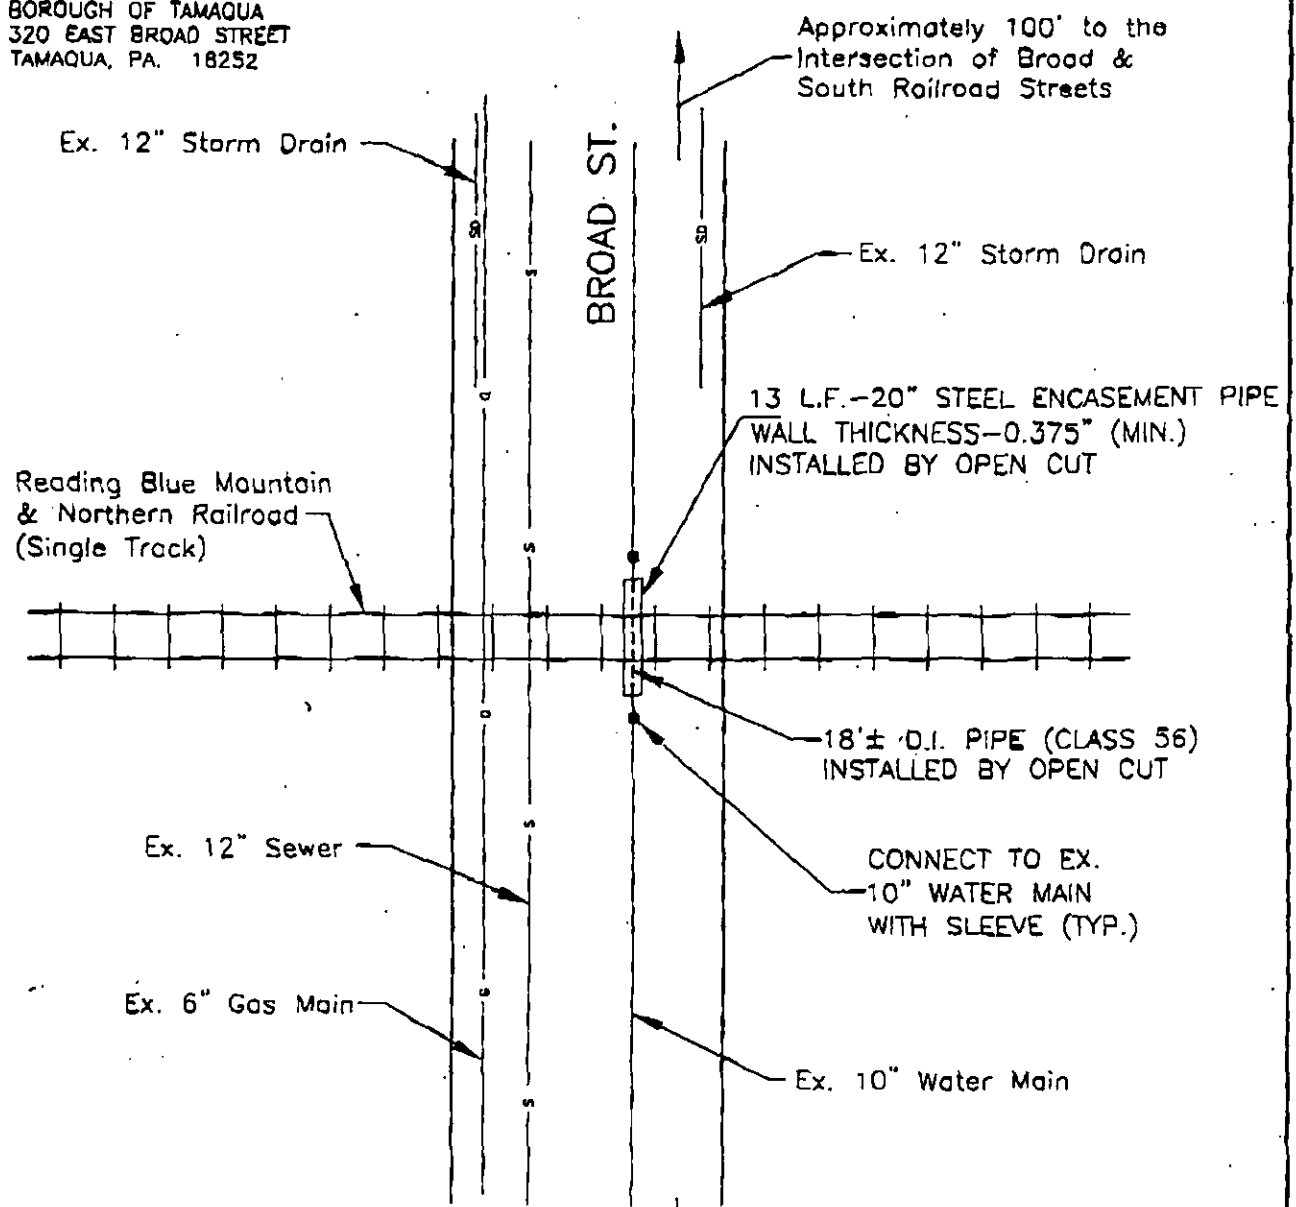 BOROUGH OF TAMAQUA
320 EAST BROAD STREET
TAMAQUA, PA. 18252
Approximately 100' to the
Intersection of Broad &
South Railroad Streets
Ex. 12" Storm Drain
BROAD ST.
SD
SD
Ex. 12" Storm Drain
S
G
13 L.F.-20" STEEL ENCASEMENT PIPE
WALL THICKNESS-0.375" (MIN.)
INSTALLED BY OPEN CUT
Reading Blue Mountain
& Northern Railroad
(Single Track)
S
G
18'± D.I. PIPE (CLASS 56)
INSTALLED BY OPEN CUT
S
Ex. 12" Sewer
CONNECT TO EX.
10" WATER MAIN
WITH SLEEVE (TYP.)
G
Ex. 6" Gas Main
Ex. 10" Water Main
S